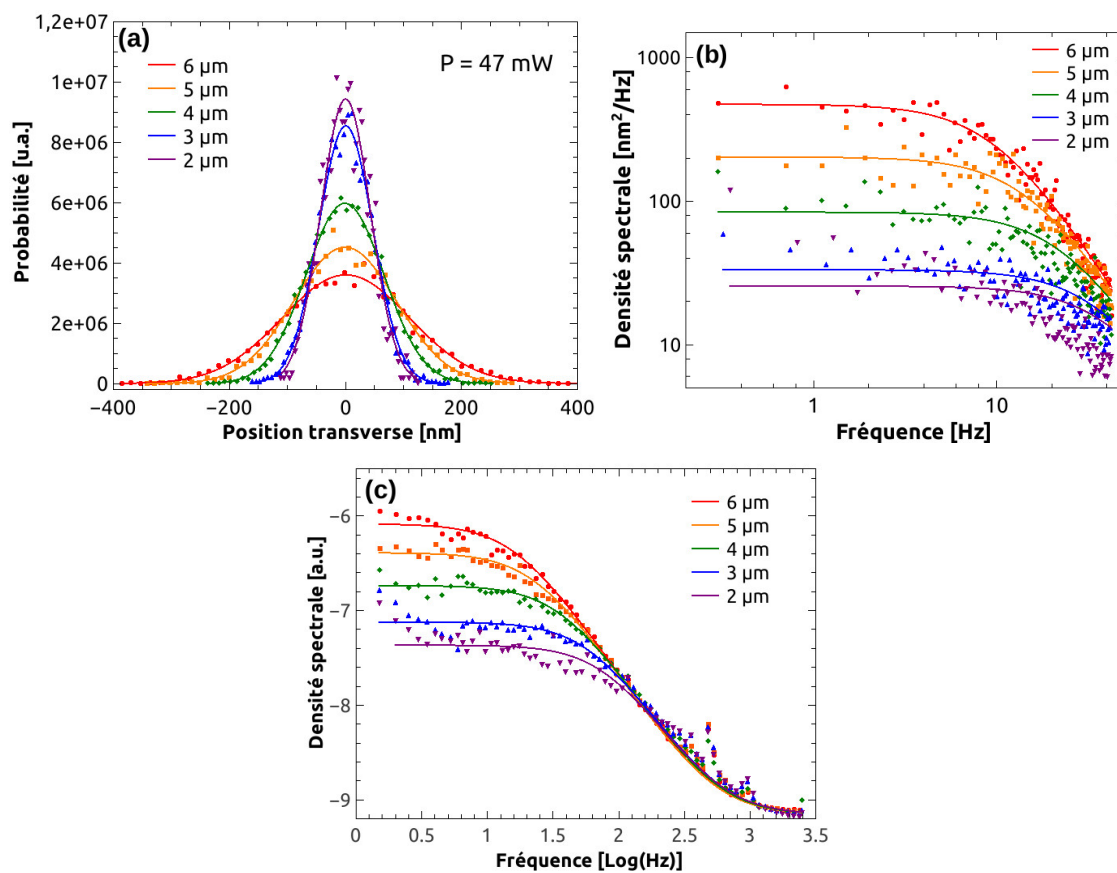 (a)
P = 47 mW
6 µm
5 µm
4 µm
3 µm
2 µm
Probabilité [u.a.]
1,2e+07
1e+07
8e+06
6e+06
4e+06
2e+06
0
−400
−200
0
200
400
Position transverse [nm]
(b)
6 µm
5 µm
4 µm
3 µm
2 µm
Densité spectrale [nm²/Hz]
1000
100
10
1
10
Fréquence [Hz]
(c)
6 µm
5 µm
4 µm
3 µm
2 µm
Densité spectrale [a.u.]
−6
−7
−8
−9
0
0.5
1
1.5
2
2.5
3
3.5
Fréquence [Log(Hz)]